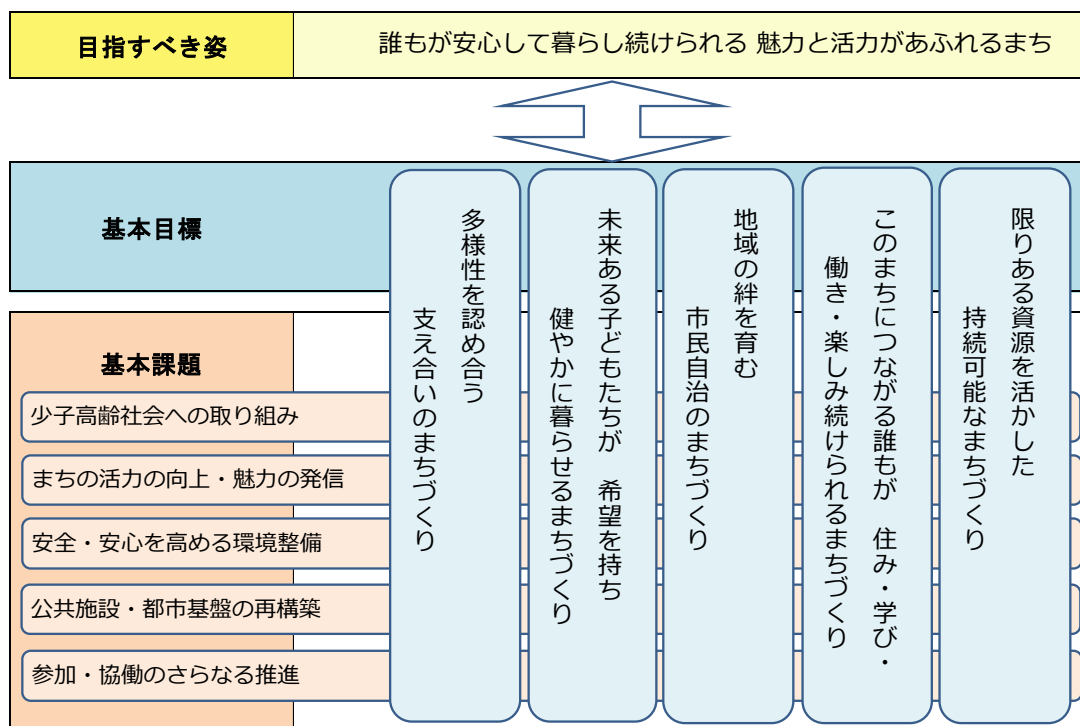 目指すべき姿
誰もが安心して暮らし続けられる 魅力と活力があふれるまち
基本目標
多様性を認め合う
支え合いのまちづくり
未来ある子どもたちが 希望を持ち
健やかに暮らせるまちづくり
地域の絆を育む
市民自治のまちづくり
このまちにつながる誰もが 住み・学び・
働き・楽しみ続けられるまちづくり
限りある資源を活かした
持続可能なまちづくり
基本課題
少子高齢社会への取り組み
まちの活力の向上・魅力の発信
安全・安心を高める環境整備
公共施設・都市基盤の再構築
参加・協働のさらなる推進